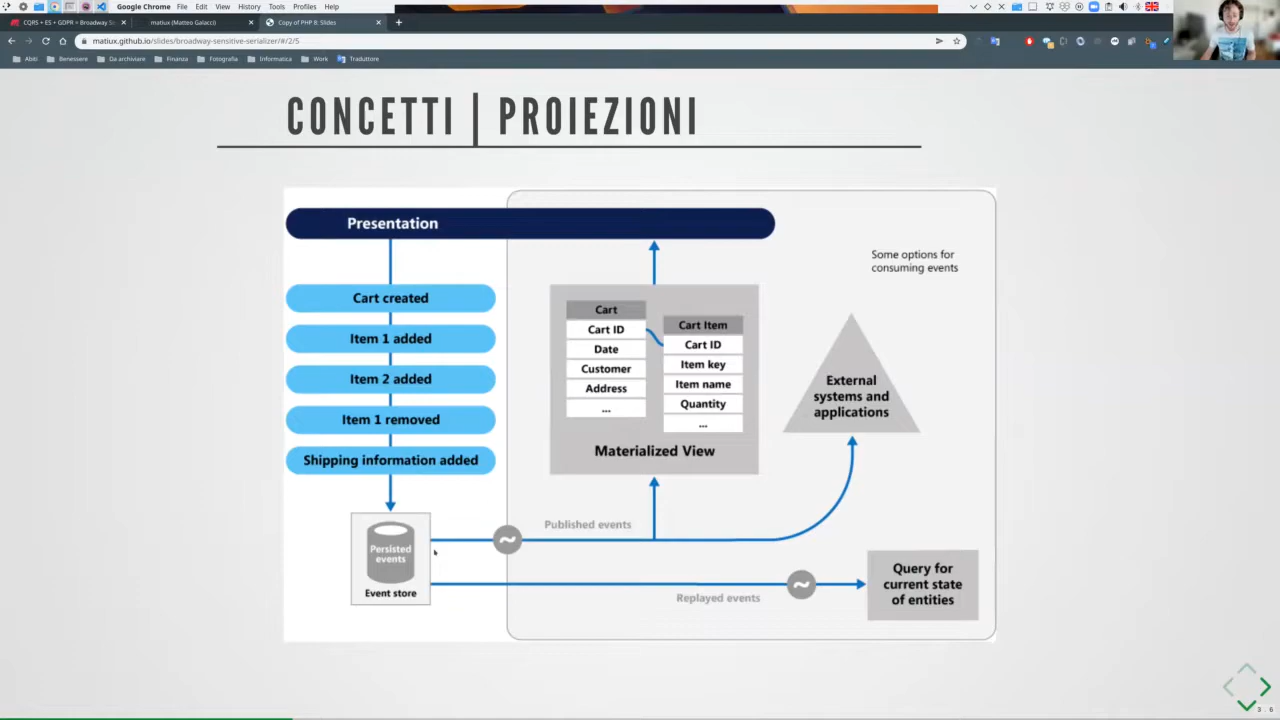 Google Chrome File Edit View History Tools Profiles Help
CQRS + ES + GDPR = Broadway Se
matiux (Matteo Galacci)
Copy of PHP 8: Slides
matiux.github.io/slides/broadway-sensitive-serializer/#/2/5
Abiti Benessere Da archiviare Finanza Fotografia Informatica Work Traduttore
CONCETTI | PROIEZIONI
Presentation
Some options for
consuming events
Cart created
Item 1 added
Item 2 added
Item 1 removed
Shipping information added
Cart
Cart ID
Date
Customer
Address
...
Cart Item
Cart ID
Item key
Item name
Quantity
...
Materialized View
External
systems and
applications
Published events
Persisted
events
Event store
Replayed events
Query for
current state
of entities
3.6